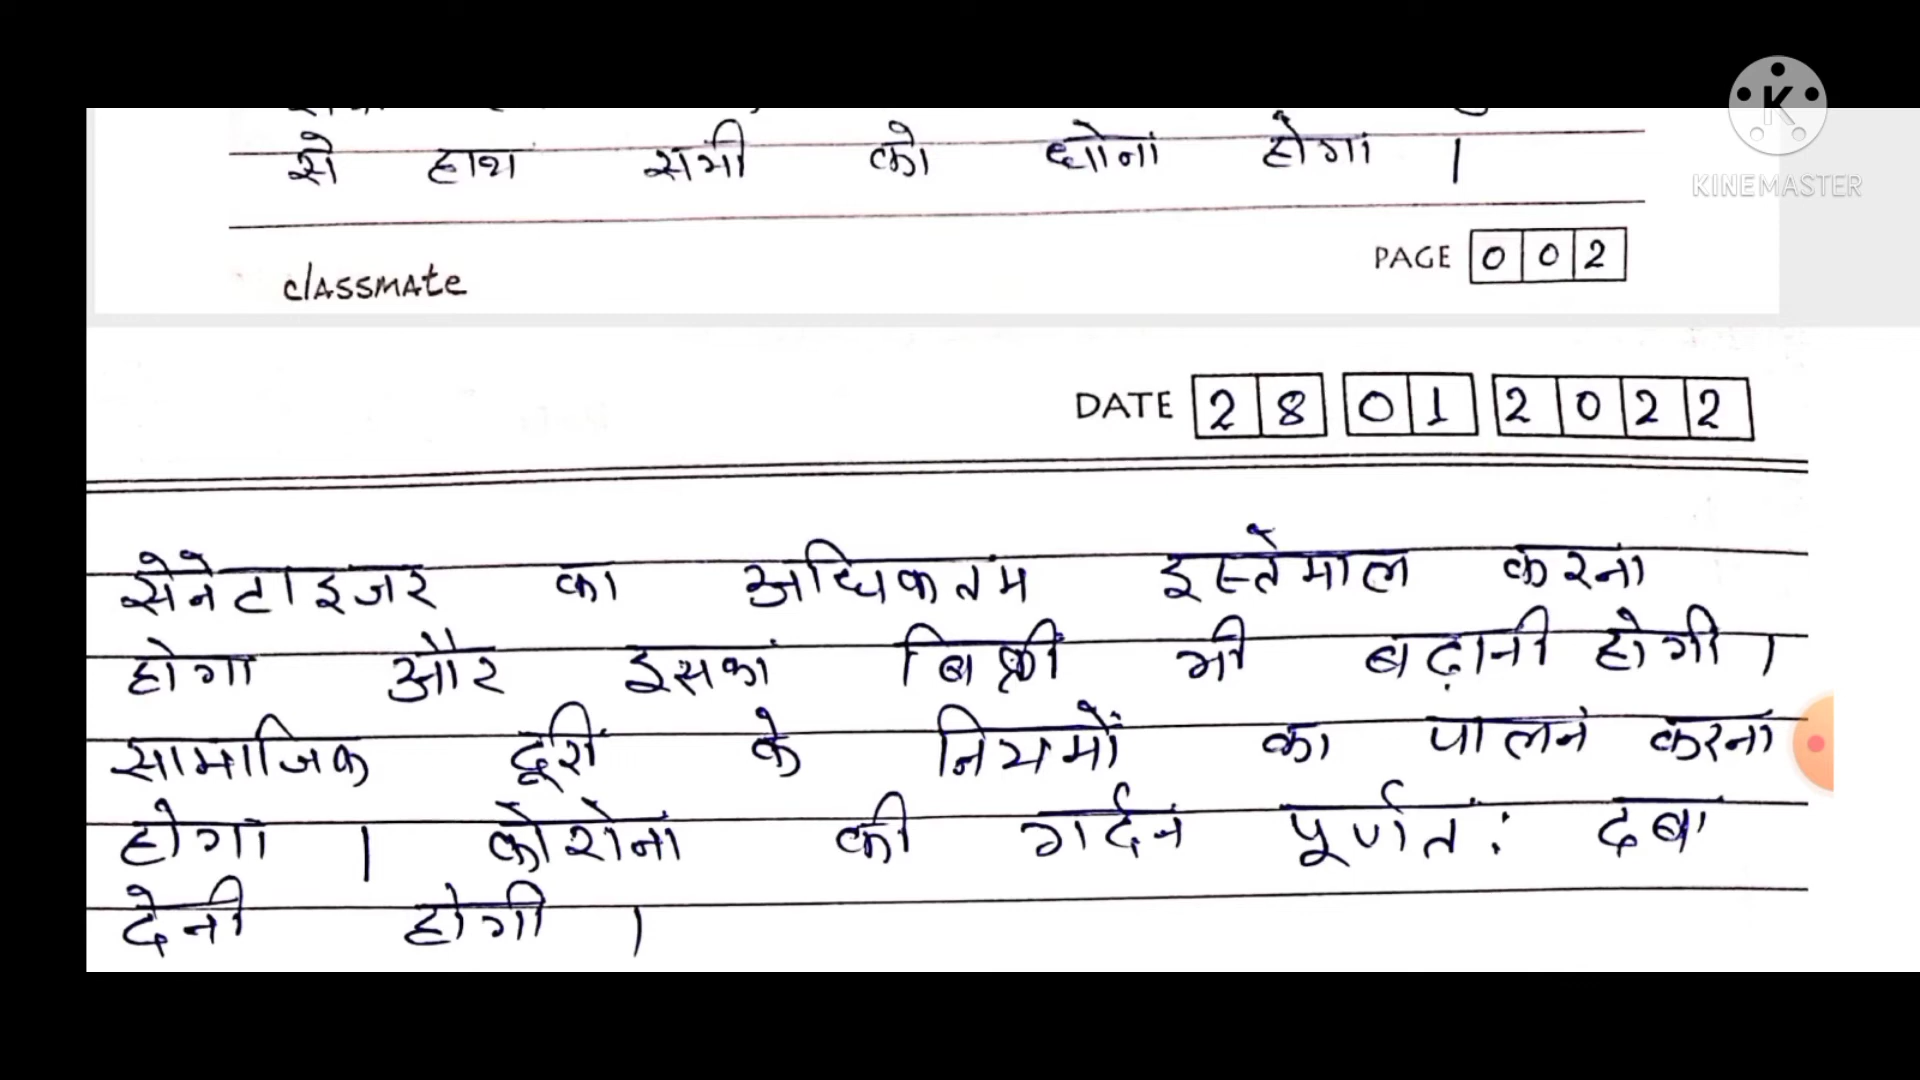 से हाथ सभी को धोना होगा ।
PAGE 002
classmate
K
KINEMASTER
DATE 28 01 2022
सेनेटाइजर का अधिकतम इस्तेमाल करना
होगा और इसका बिक्री भी बढ़ानी होगी ।
सामाजिक दूरी के नियमों का पालन करना
होगा । कोरोना की गर्दन पूर्णत: दबा
देनी होगी ।